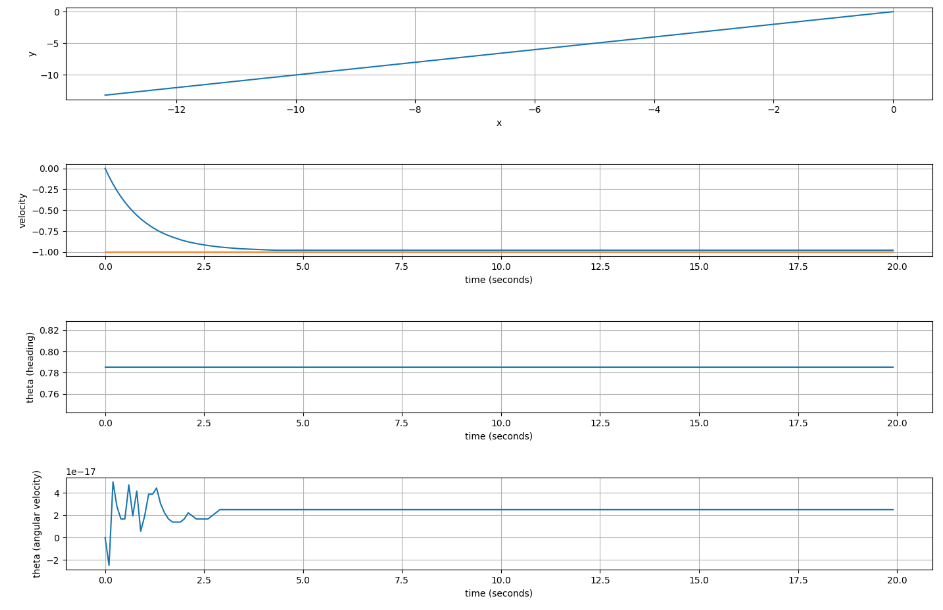 0
−5
−10
y
−12 −10 −8 −6 −4 −2 0
x
0.00
−0.25
−0.50
−0.75
−1.00
velocity
0.0 2.5 5.0 7.5 10.0 12.5 15.0 17.5 20.0
time (seconds)
0.82
0.80
0.78
0.76
theta (heading)
0.0 2.5 5.0 7.5 10.0 12.5 15.0 17.5 20.0
time (seconds)
1e−17
4
2
0
−2
theta (angular velocity)
0.0 2.5 5.0 7.5 10.0 12.5 15.0 17.5 20.0
time (seconds)